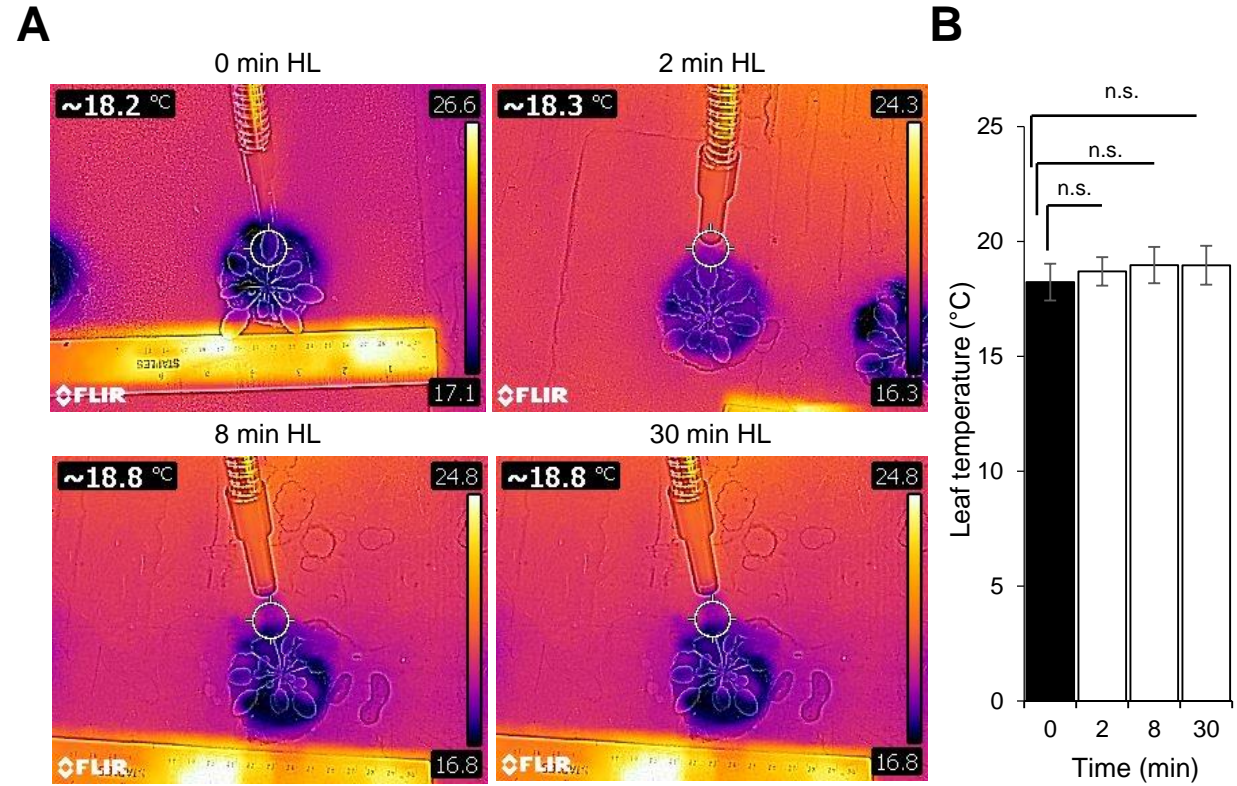 A
B
0 min HL
2 min HL
~18.2 °C
26.6
17.1
STAPLES
FLIR
~18.3 °C
24.3
16.3
FLIR
8 min HL
30 min HL
~18.8 °C
24.8
16.8
FLIR
~18.8 °C
24.8
16.8
FLIR
n.s.
n.s.
n.s.
25
20
15
10
5
0
Leaf temperature (°C)
0 2 8 30
Time (min)